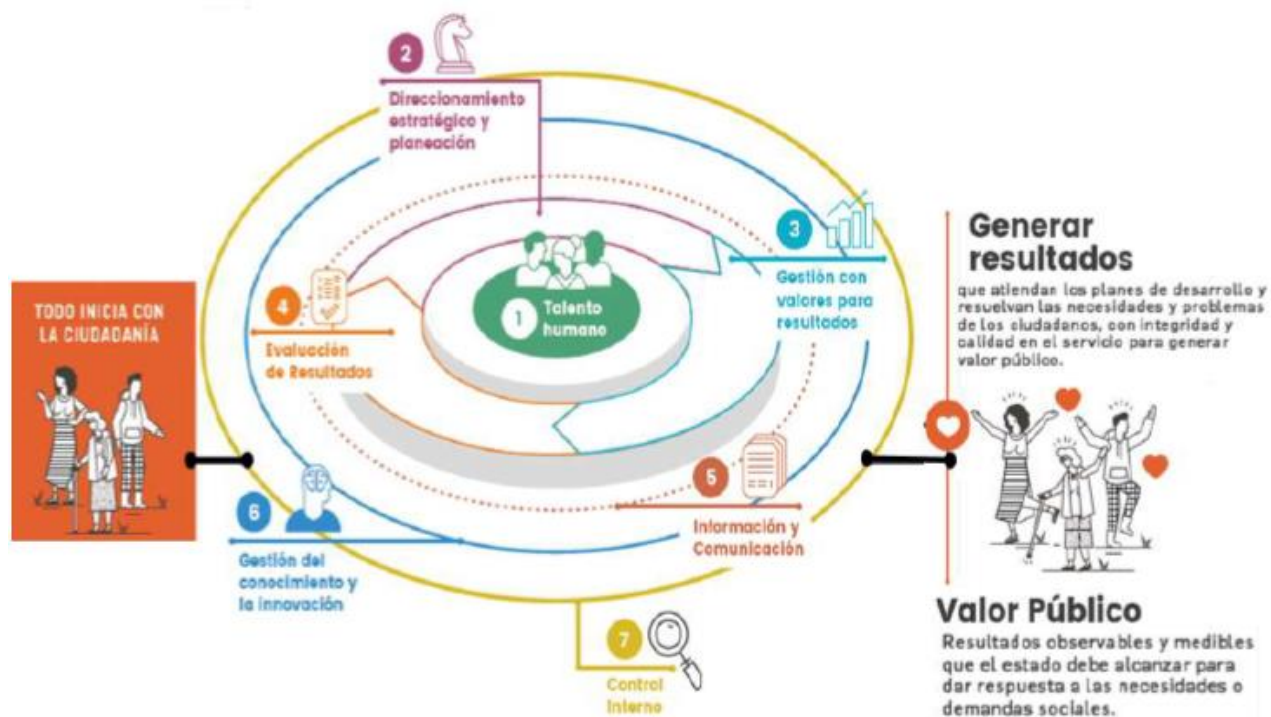 TODO INICIA CON
LA CIUDADANÍA
1
Talento
humano
2
Direccionamiento
estratégico y
planeación
3
Gestión con
valores para
resultados
4
Evaluación
de Resultados
5
Información y
Comunicación
6
Gestión del
conocimiento y
la innovación
7
Control
Interno
Generar
resultados
que atiendan los planes de desarrollo y
resuelvan las necesidades y problemas
de los ciudadanos, con integridad y
calidad en el servicio para generar
valor público.
Valor Público
Resultados observables y medibles
que el estado debe alcanzar para
dar respuesta a las necesidades o
demandas sociales.